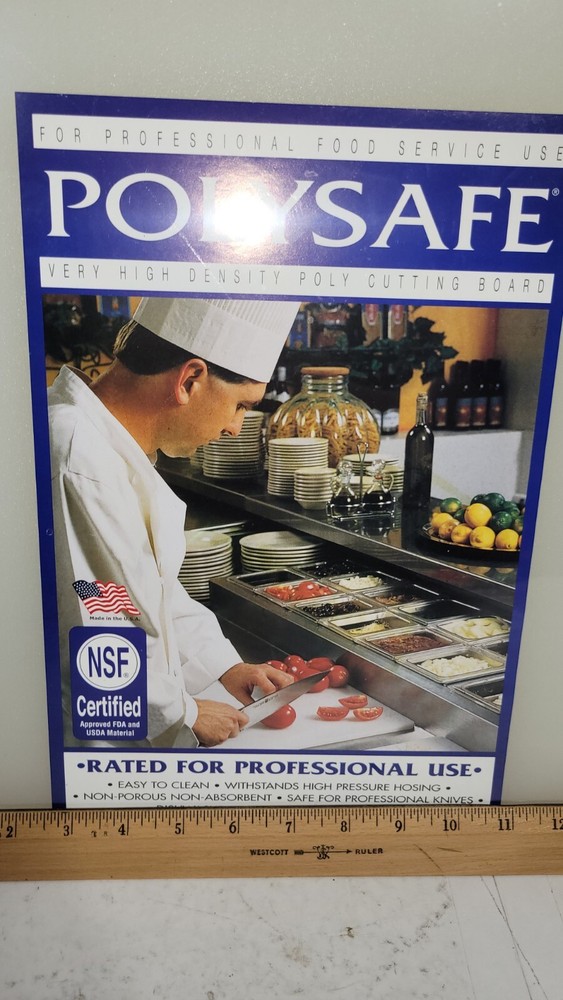 FOR PROFESSIONAL FOOD SERVICE USE
POLYSAFE®
VERY HIGH DENSITY POLY CUTTING BOARD
Made in the U.S.A.
NSF®
Certified
Approved FDA and
USDA Material
•RATED FOR PROFESSIONAL USE•
• EASY TO CLEAN • WITHSTANDS HIGH PRESSURE HOSING •
• NON-POROUS NON-ABSORBENT • SAFE FOR PROFESSIONAL KNIVES •
2 3 4 5 6 7 8 9 10 11 12
WESTCOTT RULER